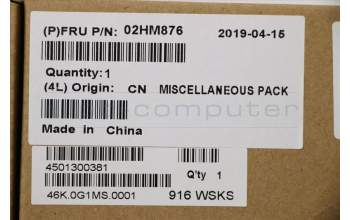 (P)FRU P/N: 02HM876 2019-04-15
Quantity:1
(4L) Origin: CN MISCELLANEOUS PACK
computer
Made in China
4501300381 Q'ty 1
46K.0G1MS.0001 916 WSKS